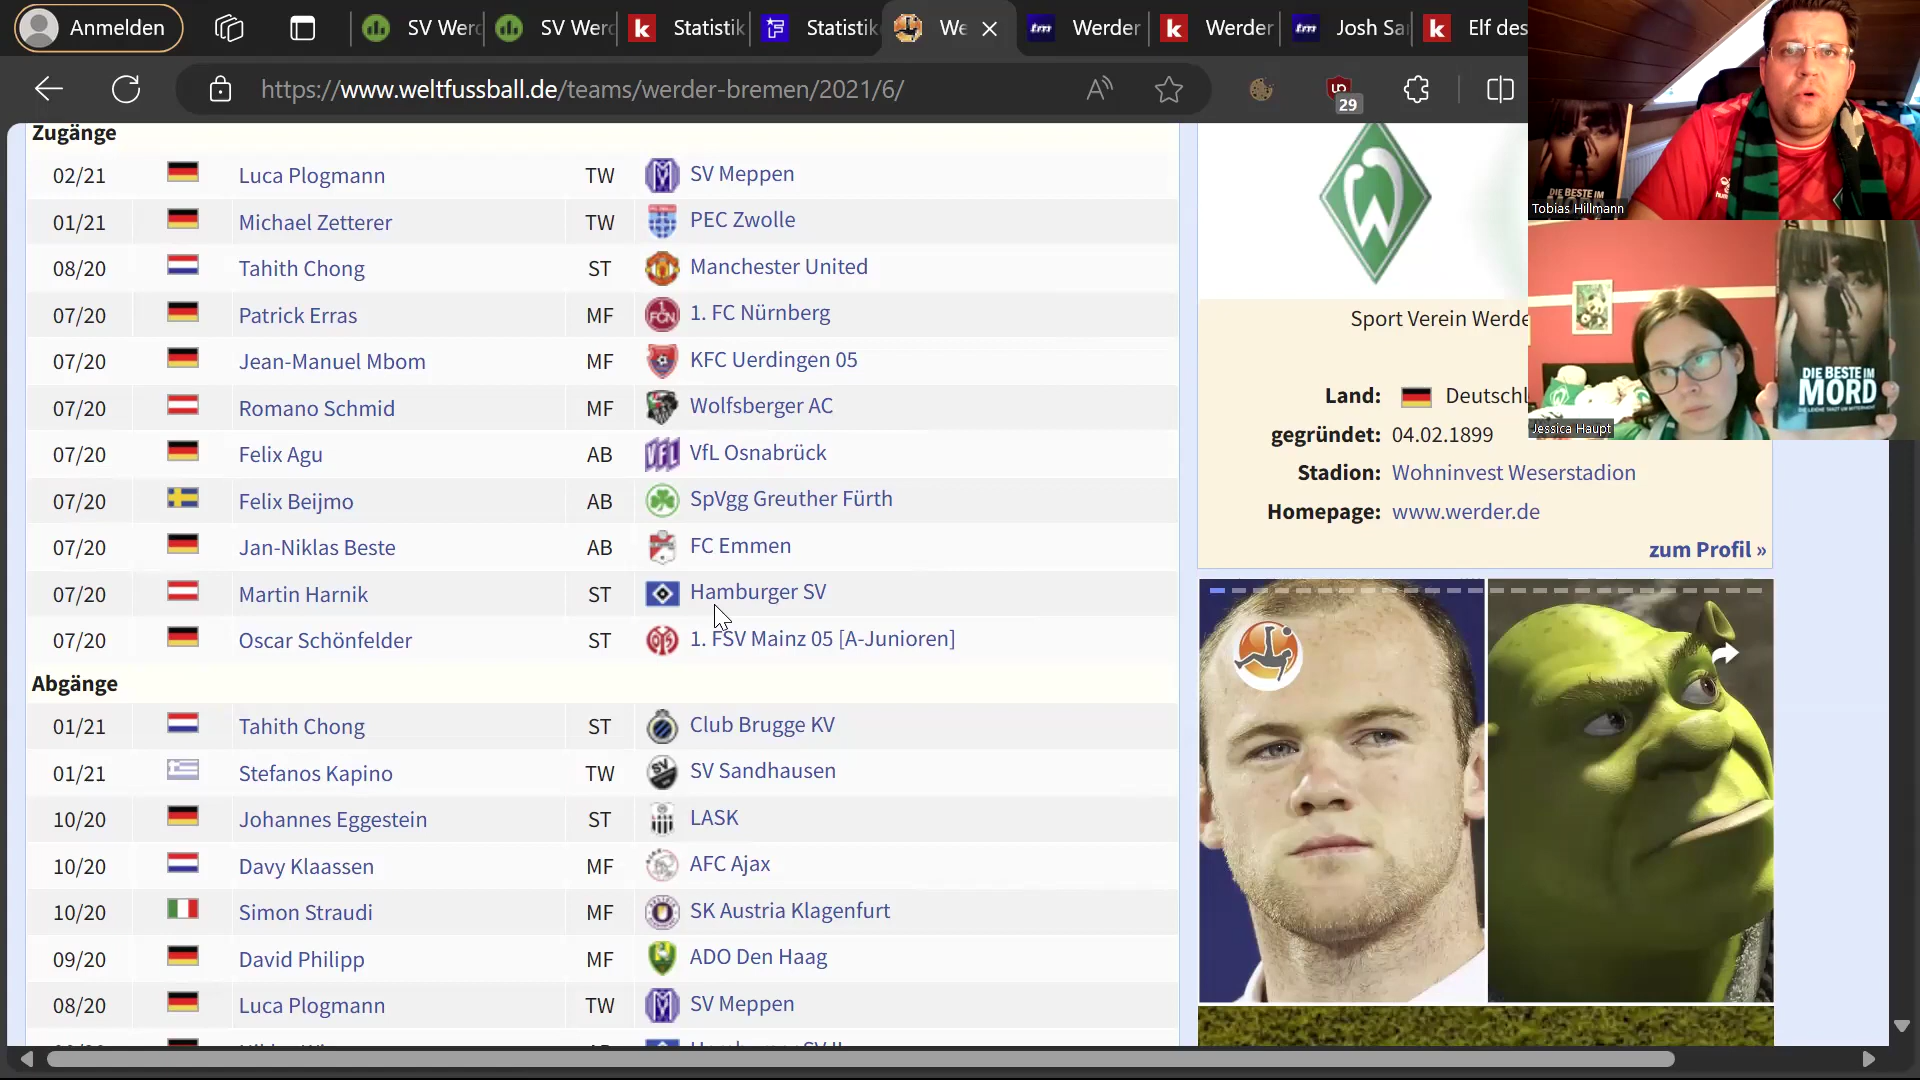 Anmelden
SV Werd
SV Werd
Statistik
Statistik
We
Werder
Werder
Josh Sa
Elf des
https://www.weltfussball.de/teams/werder-bremen/2021/6/
29
Zugänge
02/21 Luca Plogmann TW SV Meppen
01/21 Michael Zetterer TW PEC Zwolle
08/20 Tahith Chong ST Manchester United
07/20 Patrick Erras MF 1. FC Nürnberg
07/20 Jean-Manuel Mbom MF KFC Uerdingen 05
07/20 Romano Schmid MF Wolfsberger AC
07/20 Felix Agu AB VfL Osnabrück
07/20 Felix Beijmo AB SpVgg Greuther Fürth
07/20 Jan-Niklas Beste AB FC Emmen
07/20 Martin Harnik ST Hamburger SV
07/20 Oscar Schönfelder ST 1. FSV Mainz 05 [A-Junioren]
Abgänge
01/21 Tahith Chong ST Club Brugge KV
01/21 Stefanos Kapino TW SV Sandhausen
10/20 Johannes Eggestein ST LASK
10/20 Davy Klaassen MF AFC Ajax
10/20 Simon Straudi MF SK Austria Klagenfurt
09/20 David Philipp MF ADO Den Haag
08/20 Luca Plogmann TW SV Meppen
Sport Verein Werde
Land: Deutschl
gegründet: 04.02.1899
Stadion: Wohninvest Weserstadion
Homepage: www.werder.de
zum Profil »
DIE BESTE IM
MORD
Tobias Hillmann
DIE BESTE IM
MORD
DIE LEICHE TANZT UM MITTERNACHT
Jessica Haupt